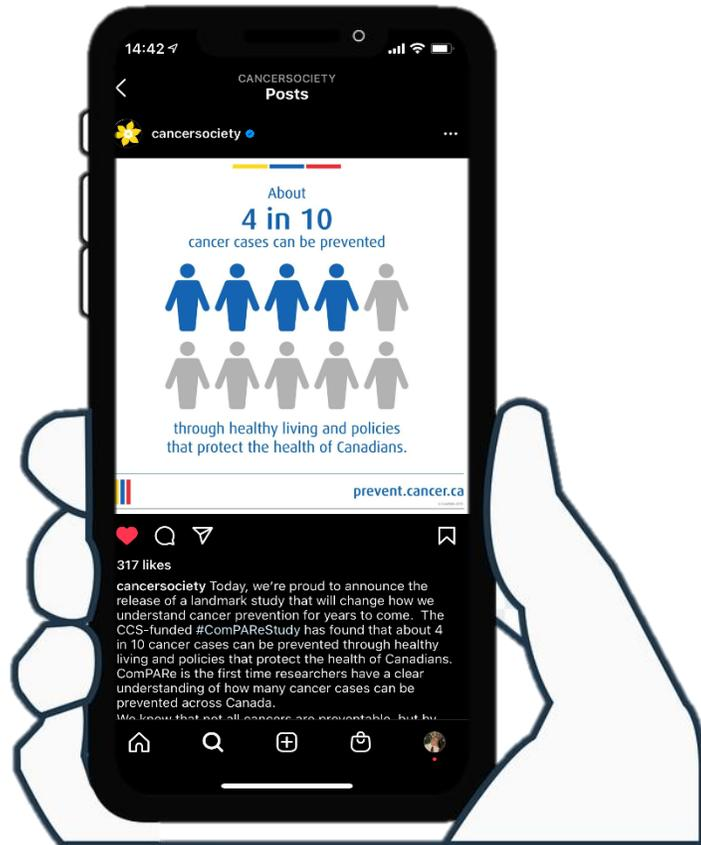 14:42
CANCERSOCIETY
Posts
cancersociety
About
4 in 10
cancer cases can be prevented
through healthy living and policies
that protect the health of Canadians.
prevent.cancer.ca
317 likes
cancersociety Today, we're proud to announce the
release of a landmark study that will change how we
understand cancer prevention for years to come. The
CCS-funded #ComPAReStudy has found that about 4
in 10 cancer cases can be prevented through healthy
living and policies that protect the health of Canadians.
ComPARe is the first time researchers have a clear
understanding of how many cancer cases can be
prevented across Canada.
We know that not all cancers are preventable, but by